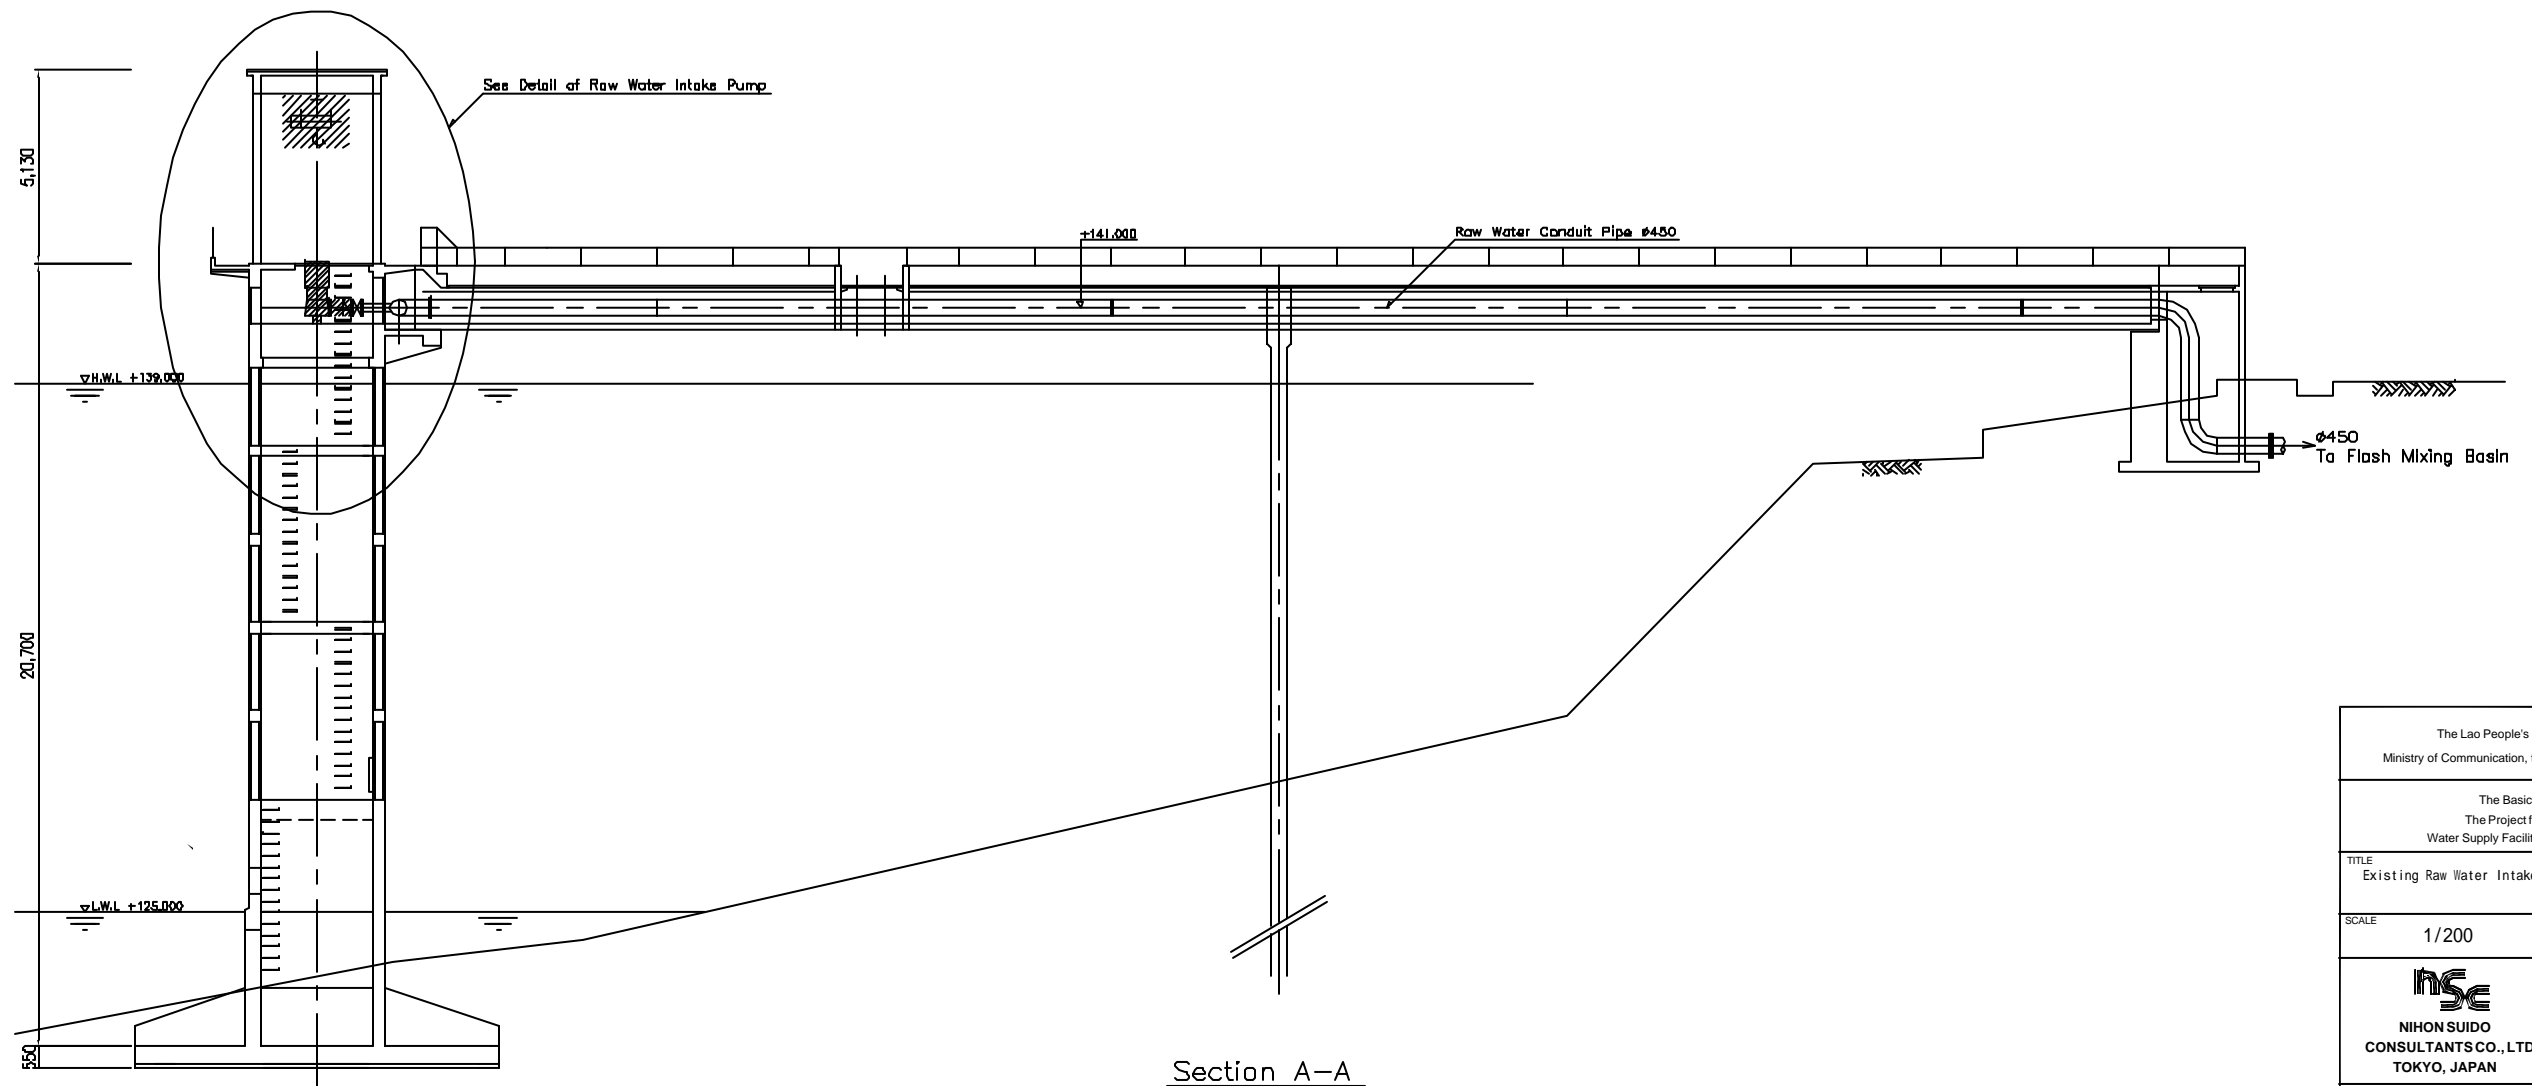 See Detail of Raw Water Intake Pump
5,130
+141.000
Raw Water Conduit Pipe ø450
H.W.L +139.000
ø450
To Flash Mixing Basin
20,700
L.W.L +125.000
550
Section A-A
The Lao People's
Ministry of Communication,
The Basic
The Project
Water Supply
TITLE
Existing Raw Water Intake
SCALE
1/200
nsc
NIHON SUIDO
CONSULTANTS CO., LTD
TOKYO, JAPAN